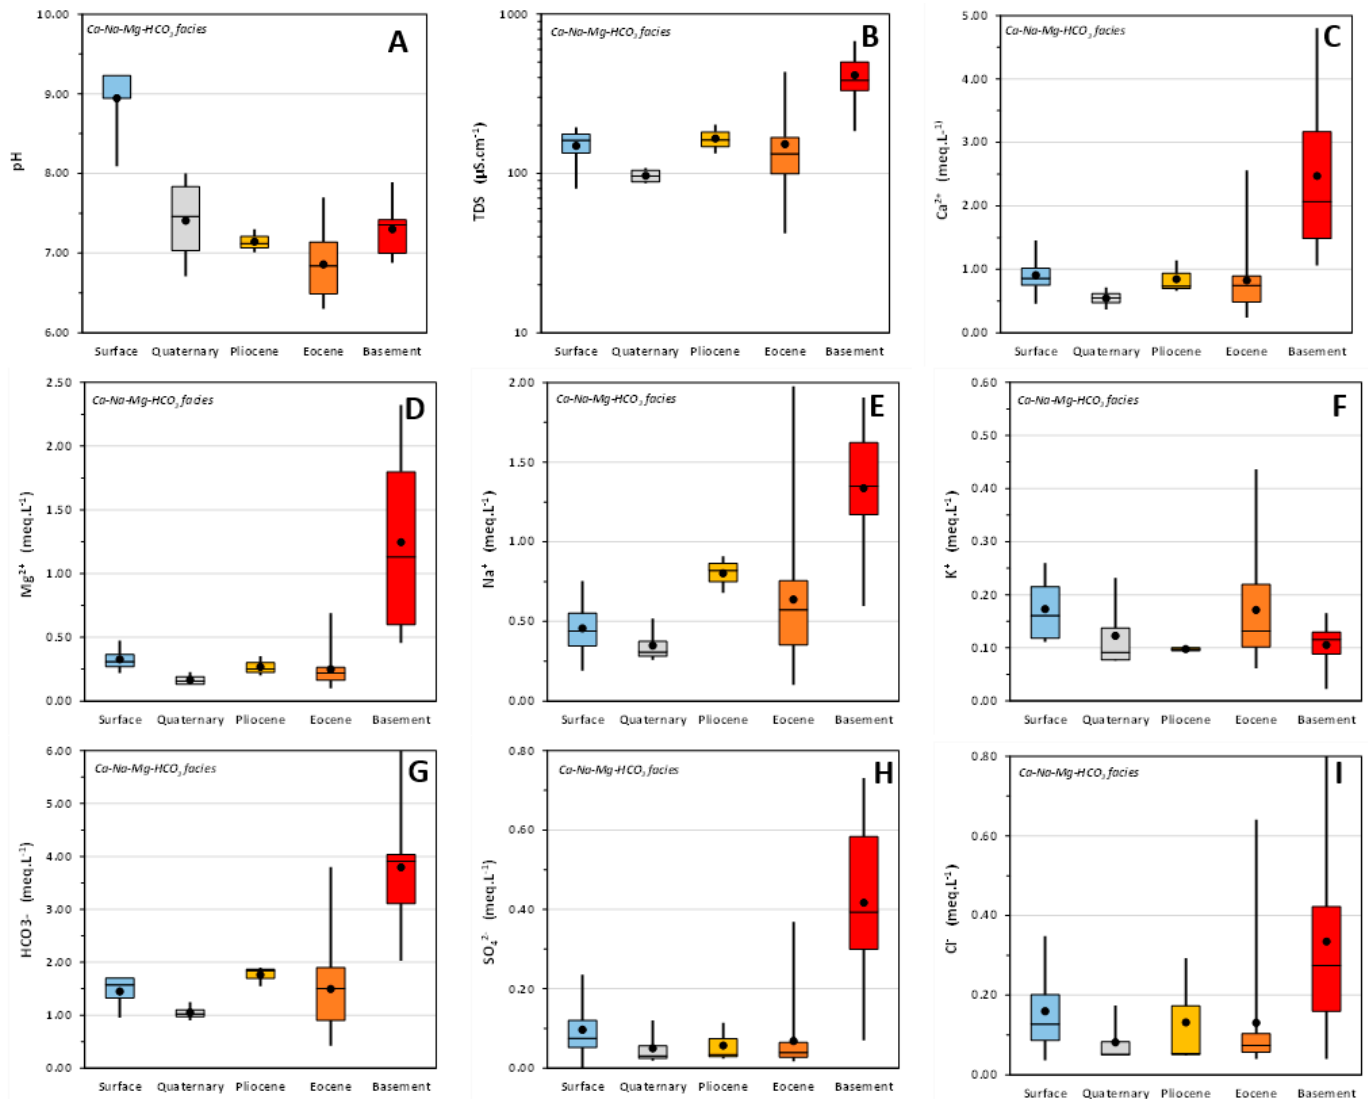 Ca-Na-Mg-HCO3 facies
A
pH
10.00
9.00
8.00
7.00
6.00
Surface Quaternary Pliocene Eocene Basement
Ca-Na-Mg-HCO3 facies
B
TDS (µS.cm-1)
1000
100
10
Surface Quaternary Pliocene Eocene Basement
Ca-Na-Mg-HCO3 facies
C
Ca2+ (meq.L-1)
5.00
4.00
3.00
2.00
1.00
0.00
Surface Quaternary Pliocene Eocene Basement
Ca-Na-Mg-HCO3 facies
D
Mg2+ (meq.L-1)
2.50
2.00
1.50
1.00
0.50
0.00
Surface Quaternary Pliocene Eocene Basement
Ca-Na-Mg-HCO3 facies
E
Na+ (meq.L-1)
2.00
1.50
1.00
0.50
0.00
Surface Quaternary Pliocene Eocene Basement
Ca-Na-Mg-HCO3 facies
F
K+ (meq.L-1)
0.60
0.50
0.40
0.30
0.20
0.10
0.00
Surface Quaternary Pliocene Eocene Basement
Ca-Na-Mg-HCO3 facies
G
HCO3- (meq.L-1)
6.00
5.00
4.00
3.00
2.00
1.00
0.00
Surface Quaternary Pliocene Eocene Basement
Ca-Na-Mg-HCO3 facies
H
SO42- (meq.L-1)
0.80
0.60
0.40
0.20
0.00
Surface Quaternary Pliocene Eocene Basement
Ca-Na-Mg-HCO3 facies
I
Cl- (meq.L-1)
0.80
0.60
0.40
0.20
0.00
Surface Quaternary Pliocene Eocene Basement